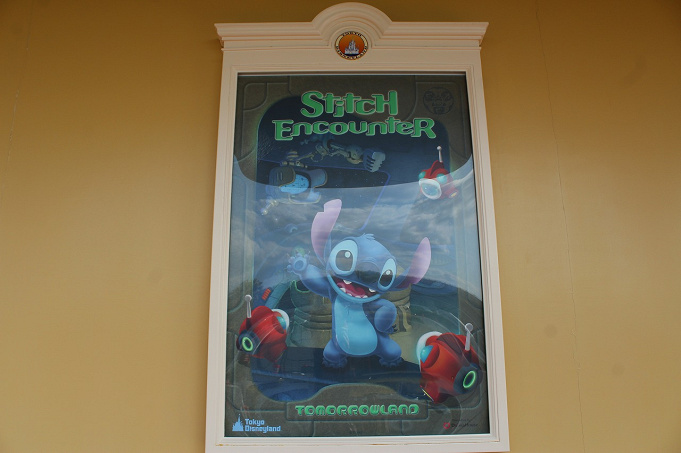 Stitch
Encounter
TOMORROWLAND
Tokyo
Disneyland